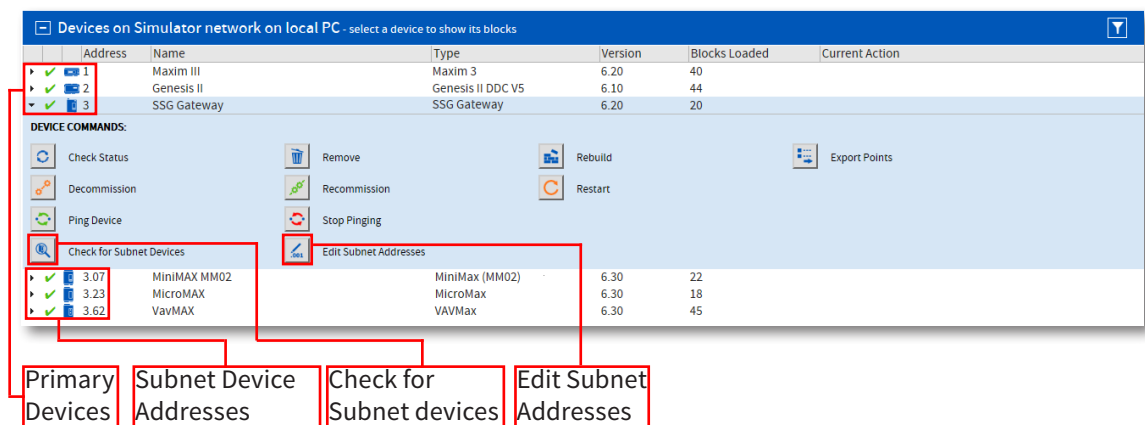 Devices on Simulator network on local PC - select a device to show its blocks
Address Name Type Version Blocks Loaded Current Action
1 Maxim III Maxim 3 6.20 40
2 Genesis II Genesis II DDC V5 6.10 44
3 SSG Gateway SSG Gateway 6.20 20
DEVICE COMMANDS:
Check Status Remove Rebuild Export Points
Decommission Recommission Restart
Ping Device Stop Pinging
Check for Subnet Devices .001 Edit Subnet Addresses
3.07 MiniMAX MM02 MiniMax (MM02) 6.30 22
3.23 MicroMAX MicroMax 6.30 18
3.62 VavMAX VAVMax 6.30 45
Primary Subnet Device Check for Edit Subnet
Devices Addresses Subnet devices Addresses